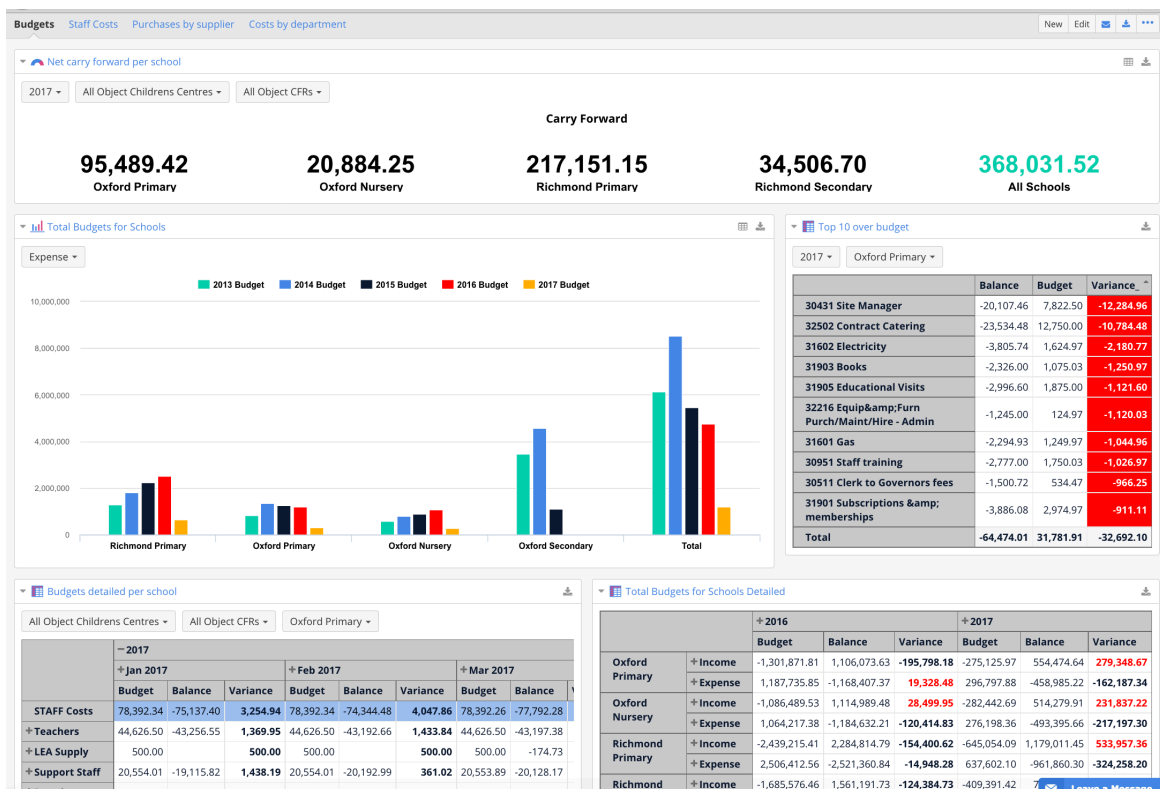 Budgets Staff Costs Purchases by supplier Costs by department New Edit
Net carry forward per school
2017 All Object Childrens Centres All Object CFRs
Carry Forward
95,489.42 20,884.25 217,151.15 34,506.70 368,031.52
Oxford Primary Oxford Nursery Richmond Primary Richmond Secondary All Schools
Total Budgets for Schools
Expense
2013 Budget 2014 Budget 2015 Budget 2016 Budget 2017 Budget
10,000,000
8,000,000
6,000,000
4,000,000
2,000,000
0
Richmond Primary Oxford Primary Oxford Nursery Oxford Secondary Total
Top 10 over budget
2017 Oxford Primary
Balance Budget Variance_
30431 Site Manager -20,107.46 7,822.50 -12,284.96
32502 Contract Catering -23,534.48 12,750.00 -10,784.48
31602 Electricity -3,805.74 1,624.97 -2,180.77
31903 Books -2,326.00 1,075.03 -1,250.97
31905 Educational Visits -2,996.60 1,875.00 -1,121.60
32216 Equip&amp;Furn
Purch/Maint/Hire - Admin -1,245.00 124.97 -1,120.03
31601 Gas -2,294.93 1,249.97 -1,044.96
30951 Staff training -2,777.00 1,750.03 -1,026.97
30511 Clerk to Governors fees -1,500.72 534.47 -966.25
31901 Subscriptions &amp;
memberships -3,886.08 2,974.97 -911.11
Total -64,474.01 31,781.91 -32,692.10
Budgets detailed per school
All Object Childrens Centres All Object CFRs Oxford Primary
−2017
+Jan 2017 +Feb 2017 +Mar 2017
Budget Balance Variance Budget Balance Variance Budget Balance
STAFF Costs 78,392.34 -75,137.40 3,254.94 78,392.34 -74,344.48 4,047.86 78,392.26 -77,792.28
+Teachers 44,626.50 -43,256.55 1,369.95 44,626.50 -43,192.66 1,433.84 44,626.50 -43,197.38
+LEA Supply 500.00 500.00 500.00 500.00 500.00 -174.73
+Support Staff 20,554.01 -19,115.82 1,438.19 20,554.01 -20,192.99 361.02 20,553.89 -20,128.17
Total Budgets for Schools Detailed
+2016 +2017
Budget Balance Variance Budget Balance Variance
Oxford Primary +Income -1,301,871.81 1,106,073.63 -195,798.18 -275,125.97 554,474.64 279,348.67
+Expense 1,187,735.85 -1,168,407.37 19,328.48 296,797.88 -458,985.22 -162,187.34
Oxford Nursery +Income -1,086,489.53 1,114,989.48 28,499.95 -282,442.69 514,279.91 231,837.22
+Expense 1,064,217.38 -1,184,632.21 -120,414.83 276,198.36 -493,395.66 -217,197.30
Richmond Primary +Income -2,439,215.41 2,284,814.79 -154,400.62 -645,054.09 1,179,011.45 533,957.36
+Expense 2,506,412.56 -2,521,360.84 -14,948.28 637,602.10 -961,860.30 -324,258.20
Richmond +Income -1,685,576.46 1,561,191.73 -124,384.73 -409,391.42
Leave a Message